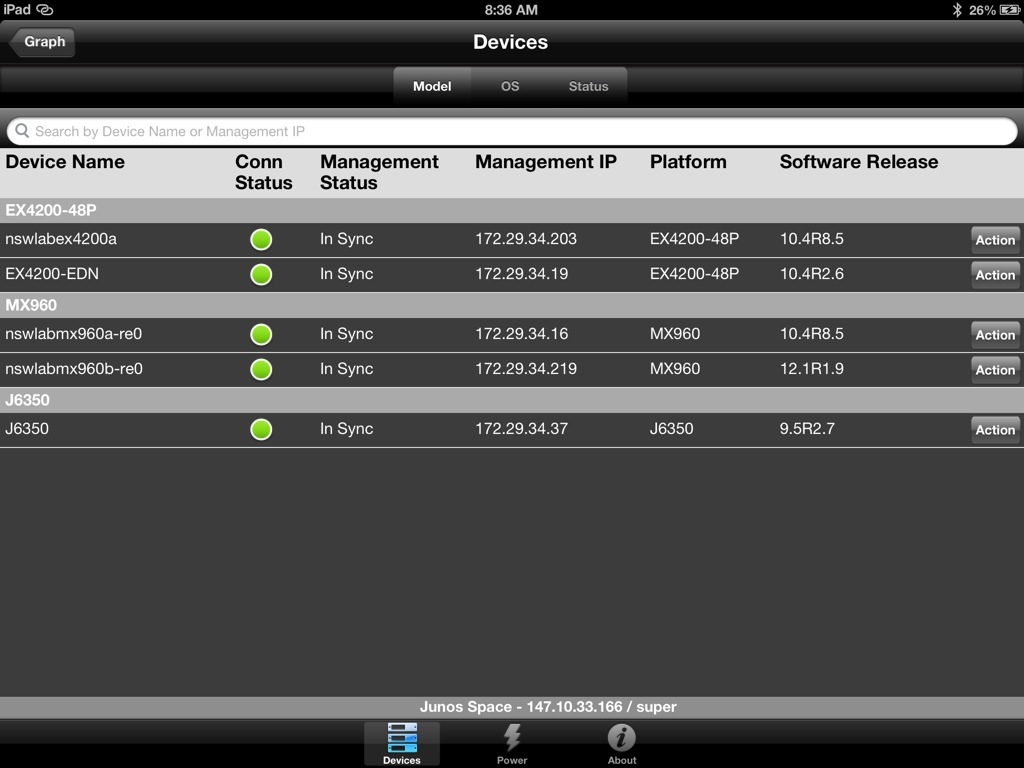 iPad 8:36 AM 26%
Graph Devices
Model OS Status
Search by Device Name or Management IP
Device Name Conn Status Management Status Management IP Platform Software Release
EX4200-48P
nswlabex4200a In Sync 172.29.34.203 EX4200-48P 10.4R8.5 Action
EX4200-EDN In Sync 172.29.34.19 EX4200-48P 10.4R2.6 Action
MX960
nswlabmx960a-re0 In Sync 172.29.34.16 MX960 10.4R8.5 Action
nswlabmx960b-re0 In Sync 172.29.34.219 MX960 12.1R1.9 Action
J6350
J6350 In Sync 172.29.34.37 J6350 9.5R2.7 Action
Junos Space - 147.10.33.166 / super
Devices Power About